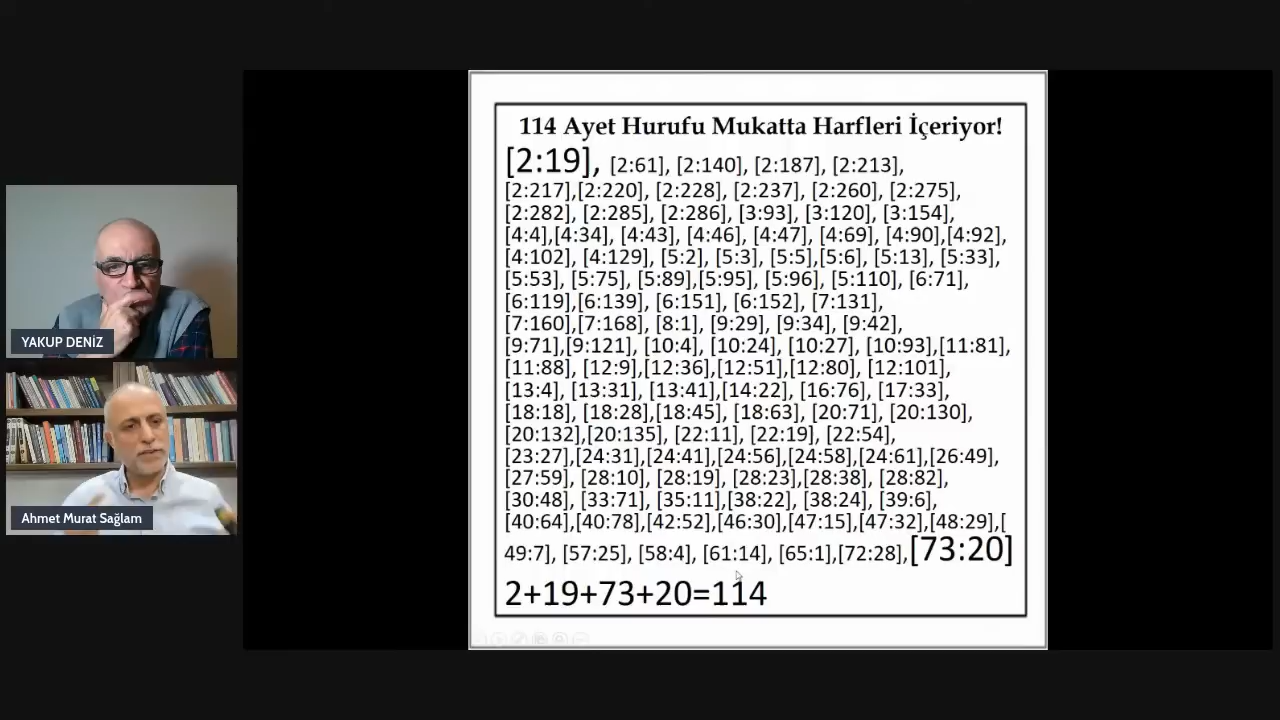 114 Ayet Hurufu Mukatta Harfleri İçeriyor!
[2:19], [2:61], [2:140], [2:187], [2:213],
[2:217],[2:220], [2:228], [2:237], [2:260], [2:275],
[2:282], [2:285], [2:286], [3:93], [3:120], [3:154],
[4:4],[4:34], [4:43], [4:46], [4:47], [4:69], [4:90],[4:92],
[4:102], [4:129], [5:2], [5:3], [5:5],[5:6], [5:13], [5:33],
[5:53], [5:75], [5:89],[5:95], [5:96], [5:110], [6:71],
[6:119],[6:139], [6:151], [6:152], [7:131],
[7:160],[7:168], [8:1], [9:29], [9:34], [9:42],
[9:71],[9:121], [10:4], [10:24], [10:27], [10:93],[11:81],
[11:88], [12:9],[12:36],[12:51],[12:80], [12:101],
[13:4], [13:31], [13:41],[14:22], [16:76], [17:33],
[18:18], [18:28],[18:45], [18:63], [20:71], [20:130],
[20:132],[20:135], [22:11], [22:19], [22:54],
[23:27],[24:31],[24:41],[24:56],[24:58],[24:61],[26:49],
[27:59], [28:10], [28:19], [28:23],[28:38], [28:82],
[30:48], [33:71], [35:11],[38:22], [38:24], [39:6],
[40:64],[40:78],[42:52],[46:30],[47:15],[47:32],[48:29],[
49:7], [57:25], [58:4], [61:14], [65:1],[72:28],[73:20]
2+19+73+20=114
YAKUP DENİZ
Ahmet Murat Sağlam